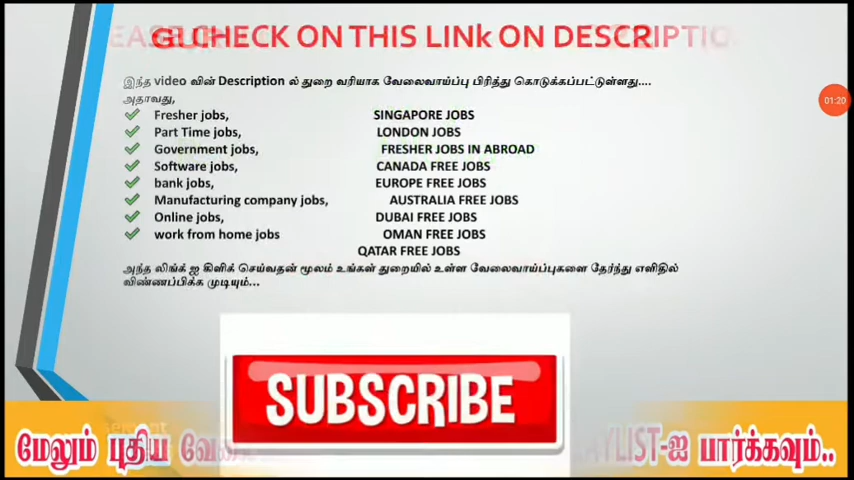 CHECK ON THIS LINk ON DESCRIPTION
01:20
இந்த video வின் Description ல் துறை வரியாக வேலைவாய்ப்பு பிரித்து கொடுக்கப்பட்டுள்ளது....
அதாவது,
Fresher jobs, SINGAPORE JOBS
Part Time jobs, LONDON JOBS
Government jobs, FRESHER JOBS IN ABROAD
Software jobs, CANADA FREE JOBS
bank jobs, EUROPE FREE JOBS
Manufacturing company jobs, AUSTRALIA FREE JOBS
Online jobs, DUBAI FREE JOBS
work from home jobs OMAN FREE JOBS
QATAR FREE JOBS
அந்த லிங்க் ஐ கிளிக் செய்வதன் மூலம் உங்கள் துறையில் உள்ள வேலைவாய்ப்புகளை தேர்ந்து எளிதில்
விண்ணப்பிக்க முடியும்...
SUBSCRIBE
மேலும் புதிய PLAYLIST-ஐ பார்க்கவும்..